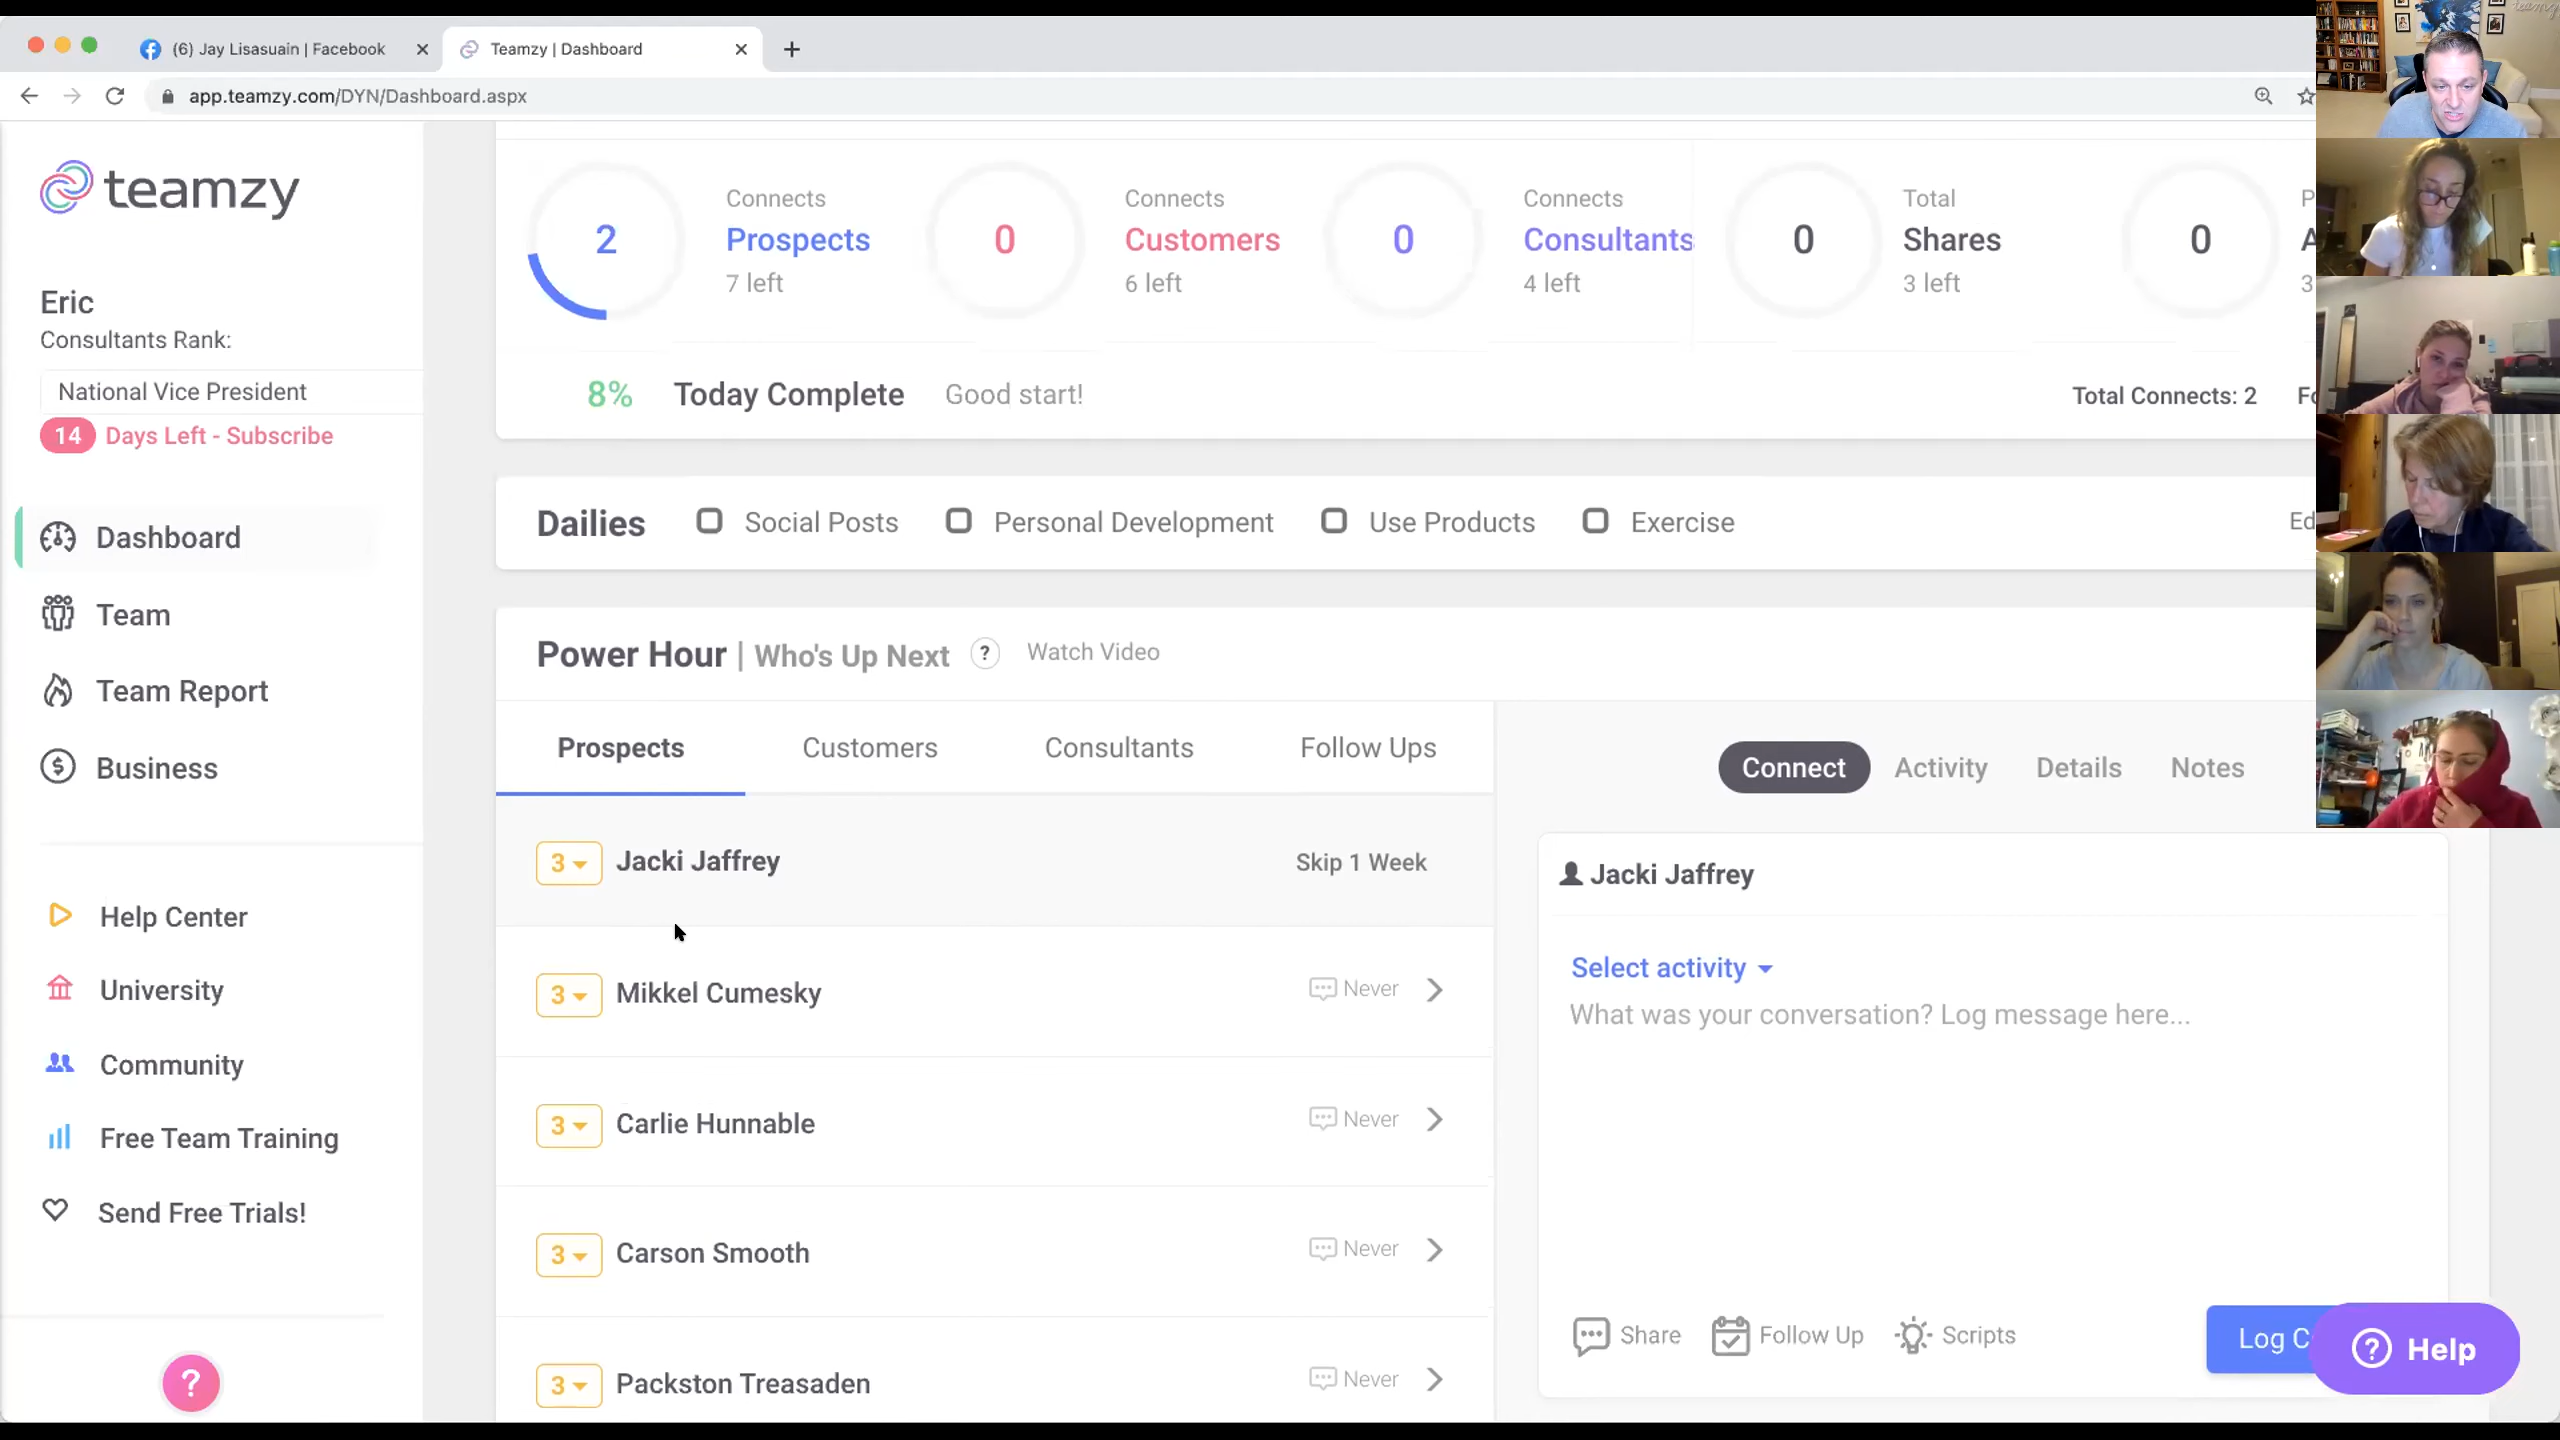 (6) Jay Lisasuain | Facebook
Teamzy | Dashboard
app.teamzy.com/DYN/Dashboard.aspx
teamzy
Eric
Consultants Rank:
National Vice President
14 Days Left - Subscribe
Dashboard
Team
Team Report
Business
Help Center
University
Community
Free Team Training
Send Free Trials!
?
2
Connects
Prospects
7 left
0
Connects
Customers
6 left
0
Connects
Consultants
4 left
0
Total
Shares
3 left
0
P
A
3
8% Today Complete Good start!
Total Connects: 2 Fo
Dailies Social Posts Personal Development Use Products Exercise Ed
Power Hour | Who's Up Next ? Watch Video
Prospects Customers Consultants Follow Ups
3 Jacki Jaffrey Skip 1 Week
3 Mikkel Cumesky Never
3 Carlie Hunnable Never
3 Carson Smooth Never
3 Packston Treasaden Never
Connect Activity Details Notes
Jacki Jaffrey
Select activity
What was your conversation? Log message here...
Share Follow Up Scripts
Log C
? Help